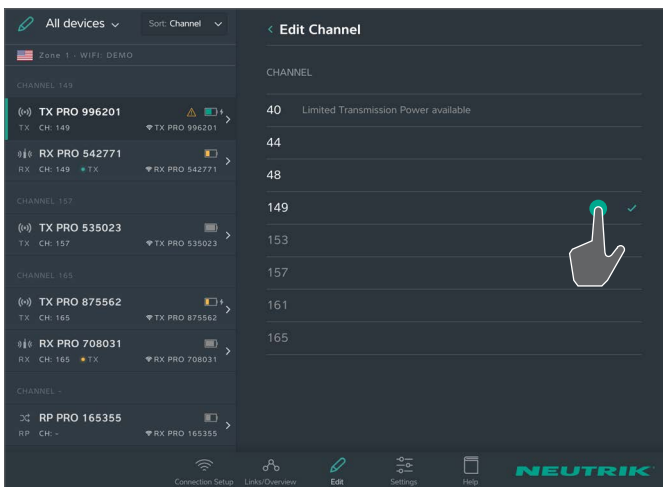 All devices
Sort: Channel
Zone 1 - WIFI: DEMO
CHANNEL 149
TX PRO 996201
TX CH: 149 TX PRO 996201
RX PRO 542771
RX CH: 149 TX RX PRO 542771
CHANNEL 157
TX PRO 535023
TX CH: 157 TX PRO 535023
CHANNEL 165
TX PRO 875562
TX CH: 165 TX PRO 875562
RX PRO 708031
RX CH: 165 TX RX PRO 708031
CHANNEL -
RP PRO 165355
RP CH: - RX PRO 165355
Edit Channel
CHANNEL
40 Limited Transmission Power available
44
48
149
153
157
161
165
Connection Setup
Links/Overview
Edit
Settings
Help
NEUTRIK